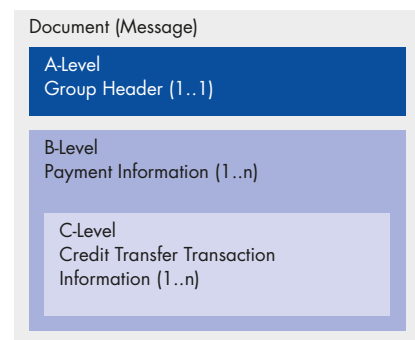 Document (Message)
A-Level
Group Header (1..1)
B-Level
Payment Information (1..n)
C-Level
Credit Transfer Transaction
Information (1..n)